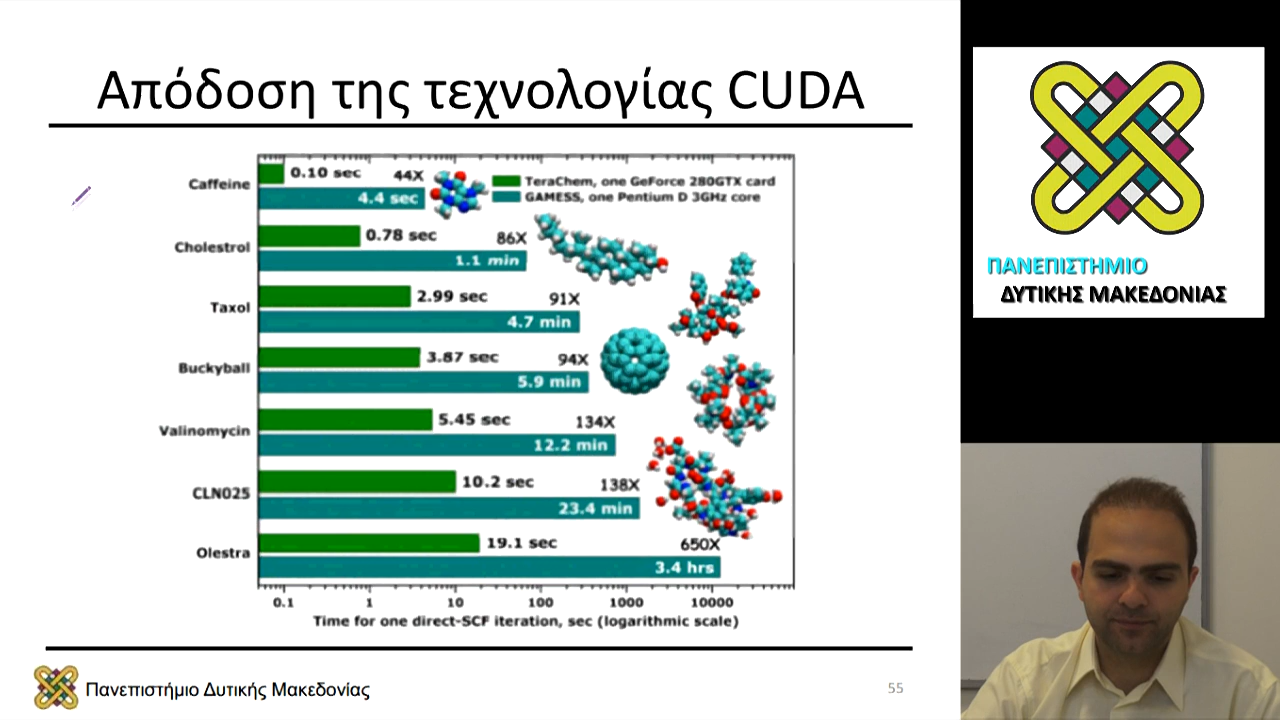 Απόδοση της τεχνολογίας CUDA
Caffeine
0.10 sec
44X
4.4 sec
TeraChem, one GeForce 280GTX card
GAMESS, one Pentium D 3GHz core
Cholestrol
0.78 sec
86X
1.1 min
Taxol
2.99 sec
91X
4.7 min
Buckyball
3.87 sec
94X
5.9 min
Valinomycin
5.45 sec
134X
12.2 min
CLN025
10.2 sec
138X
23.4 min
Olestra
19.1 sec
650X
3.4 hrs
0.1 1 10 100 1000 10000
Time for one direct-SCF iteration, sec (logarithmic scale)
Πανεπιστήμιο Δυτικής Μακεδονίας
55
ΠΑΝΕΠΙΣΤΗΜΙΟ
ΔΥΤΙΚΗΣ ΜΑΚΕΔΟΝΙΑΣ